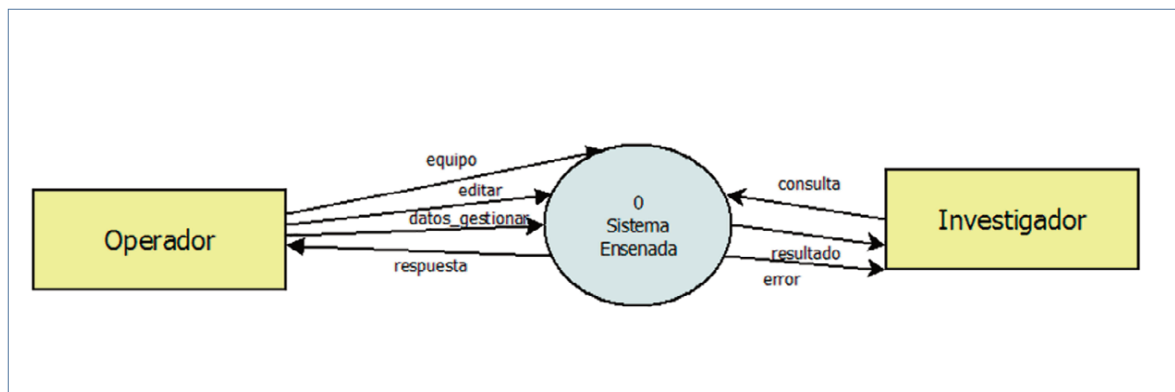 equipo
editar
datos_gestionar
respuesta
Operador
0
Sistema
Ensenada
consulta
resultado
error
Investigador